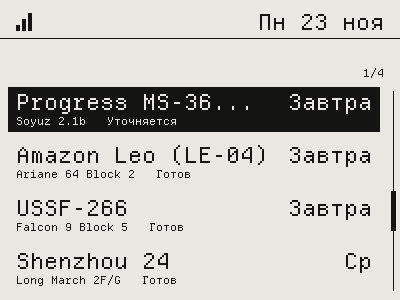 Пн 23 ноя
1/4
Progress MS-36... Завтра
Soyuz 2.1b Уточняется
Amazon Leo (LE-04) Завтра
Ariane 64 Block 2 Готов
USSF-266 Завтра
Falcon 9 Block 5 Готов
Shenzhou 24 Ср
Long March 2F/G Готов